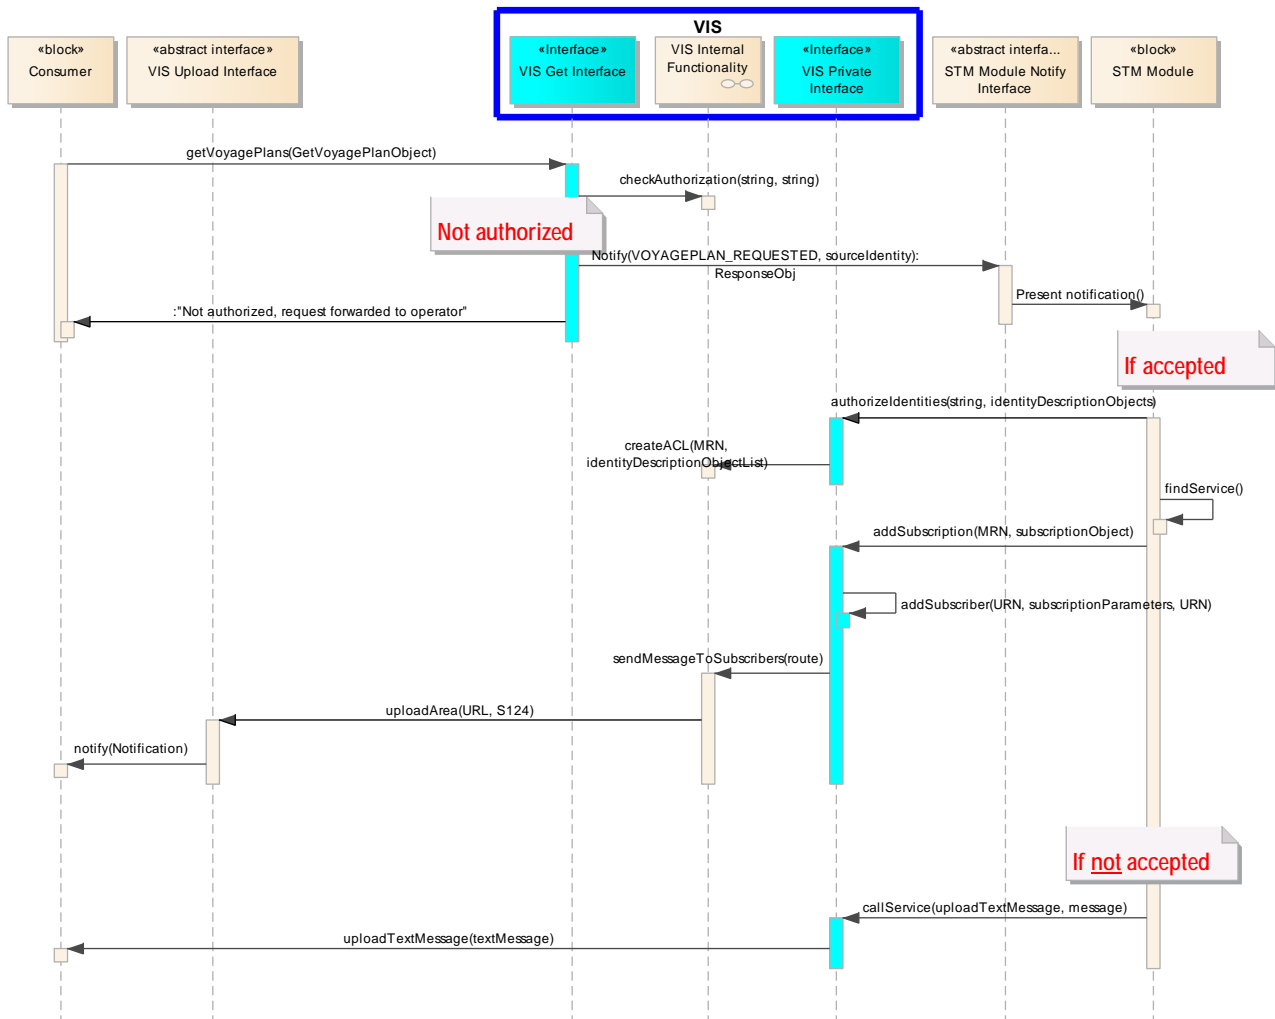 VIS
«block»
Consumer
«abstract interface»
VIS Upload Interface
«Interface»
VIS Get Interface
VIS Internal
Functionality
«Interface»
VIS Private
Interface
«abstract interfa...
STM Module Notify
Interface
«block»
STM Module
getVoyagePlans(GetVoyagePlanObject)
checkAuthorization(string, string)
Not authorized
Notify(VOYAGEPLAN_REQUESTED, sourceIdentity):
ResponseObj
Present notification()
:"Not authorized, request forwarded to operator"
If accepted
authorizeIdentities(string, identityDescriptionObjects)
createACL(MRN,
identityDescriptionObjectList)
findService()
addSubscription(MRN, subscriptionObject)
addSubscriber(URN, subscriptionParameters, URN)
sendMessageToSubscribers(route)
uploadArea(URL, S124)
notify(Notification)
If not accepted
callService(uploadTextMessage, message)
uploadTextMessage(textMessage)